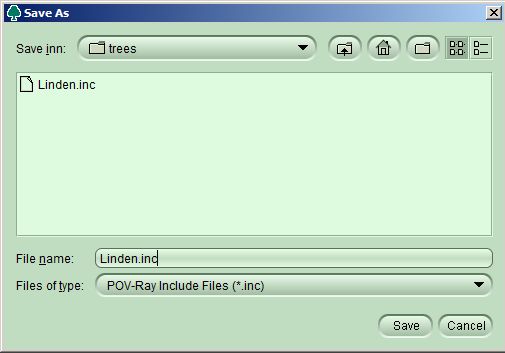 Save As
Save inn: trees
Linden.inc
File name: Linden.inc
Files of type: POV-Ray Include Files (*.inc)
Save Cancel